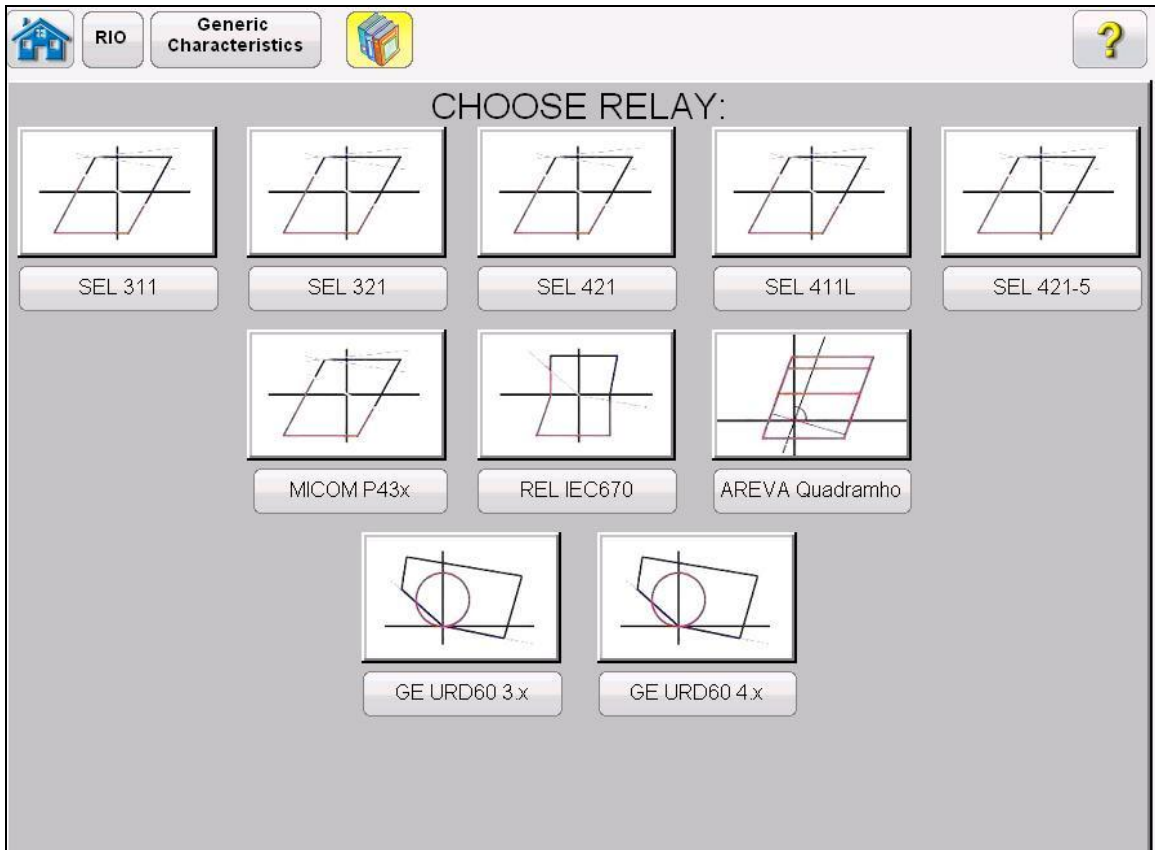 RIO
Generic
Characteristics
?
CHOOSE RELAY:
SEL 311
SEL 321
SEL 421
SEL 411L
SEL 421-5
MICOM P43x
REL IEC670
AREVA Quadramho
GE URD60 3.x
GE URD60 4.x